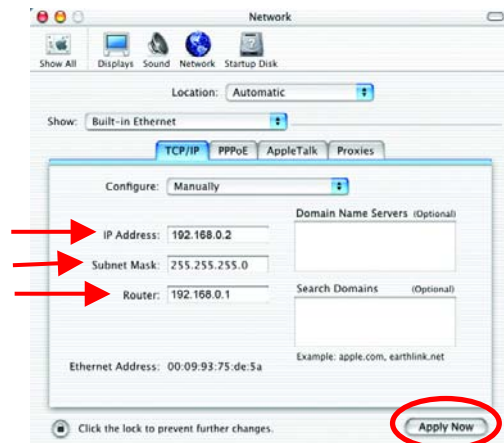 Network
Show All Displays Sound Network Startup Disk
Location: Automatic
Show: Built-in Ethernet
TCP/IP PPPoE AppleTalk Proxies
Configure: Manually
Domain Name Servers (Optional)
IP Address: 192.168.0.2
Subnet Mask: 255.255.255.0
Router: 192.168.0.1
Search Domains (Optional)
Example: apple.com, earthlink.net
Ethernet Address: 00:09:93:75:de:5a
Click the lock to prevent further changes.
Apply Now